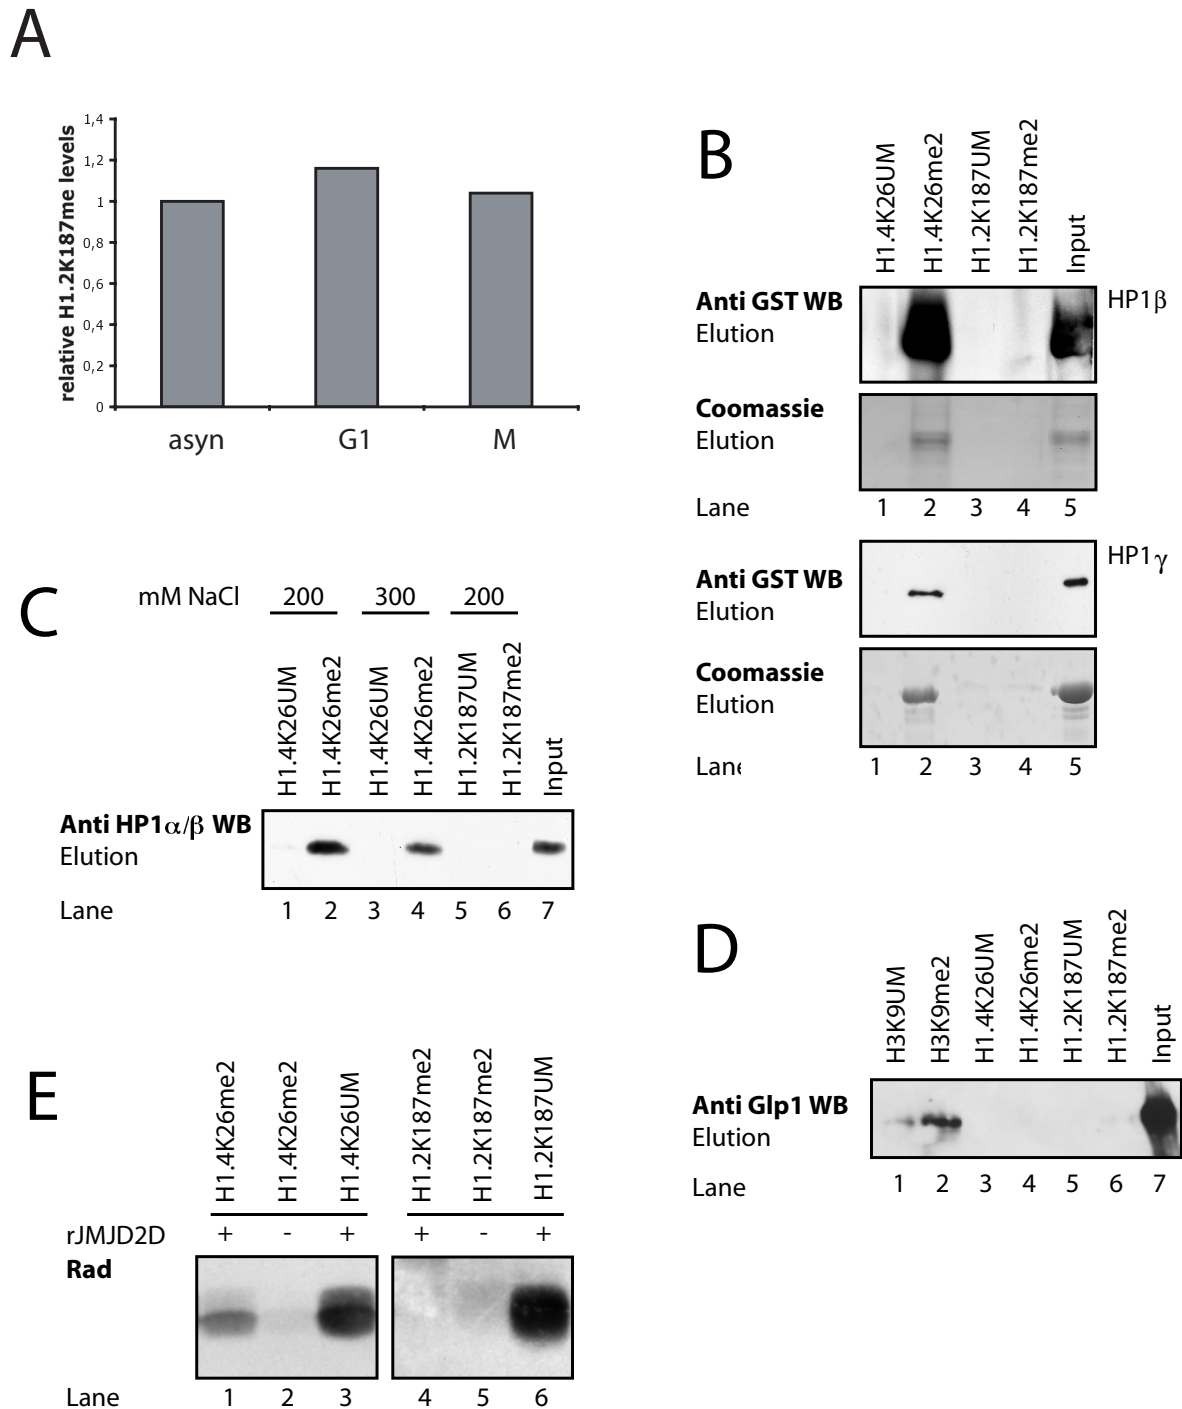 A
relative H1.2K187me levels
1,4
1,2
1
0,8
0,6
0,4
0,2
0
asyn G1 M
B
H1.4K26UM H1.4K26me2 H1.2K187UM H1.2K187me2 Input
Anti GST WB HP1β
Elution
Coomassie
Elution
Lane 1 2 3 4 5
Anti GST WB HP1γ
Elution
Coomassie
Elution
Lane 1 2 3 4 5
C
mM NaCl 200 300 200
H1.4K26UM H1.4K26me2 H1.4K26UM H1.4K26me2 H1.2K187UM H1.2K187me2 Input
Anti HP1α/β WB
Elution
Lane 1 2 3 4 5 6 7
D
H3K9UM H3K9me2 H1.4K26UM H1.4K26me2 H1.2K187UM H1.2K187me2 Input
Anti Glp1 WB
Elution
Lane 1 2 3 4 5 6 7
E
H1.4K26me2 H1.4K26me2 H1.4K26UM H1.2K187me2 H1.2K187me2 H1.2K187UM
rJMJD2D + - + + - +
Rad
Lane 1 2 3 4 5 6